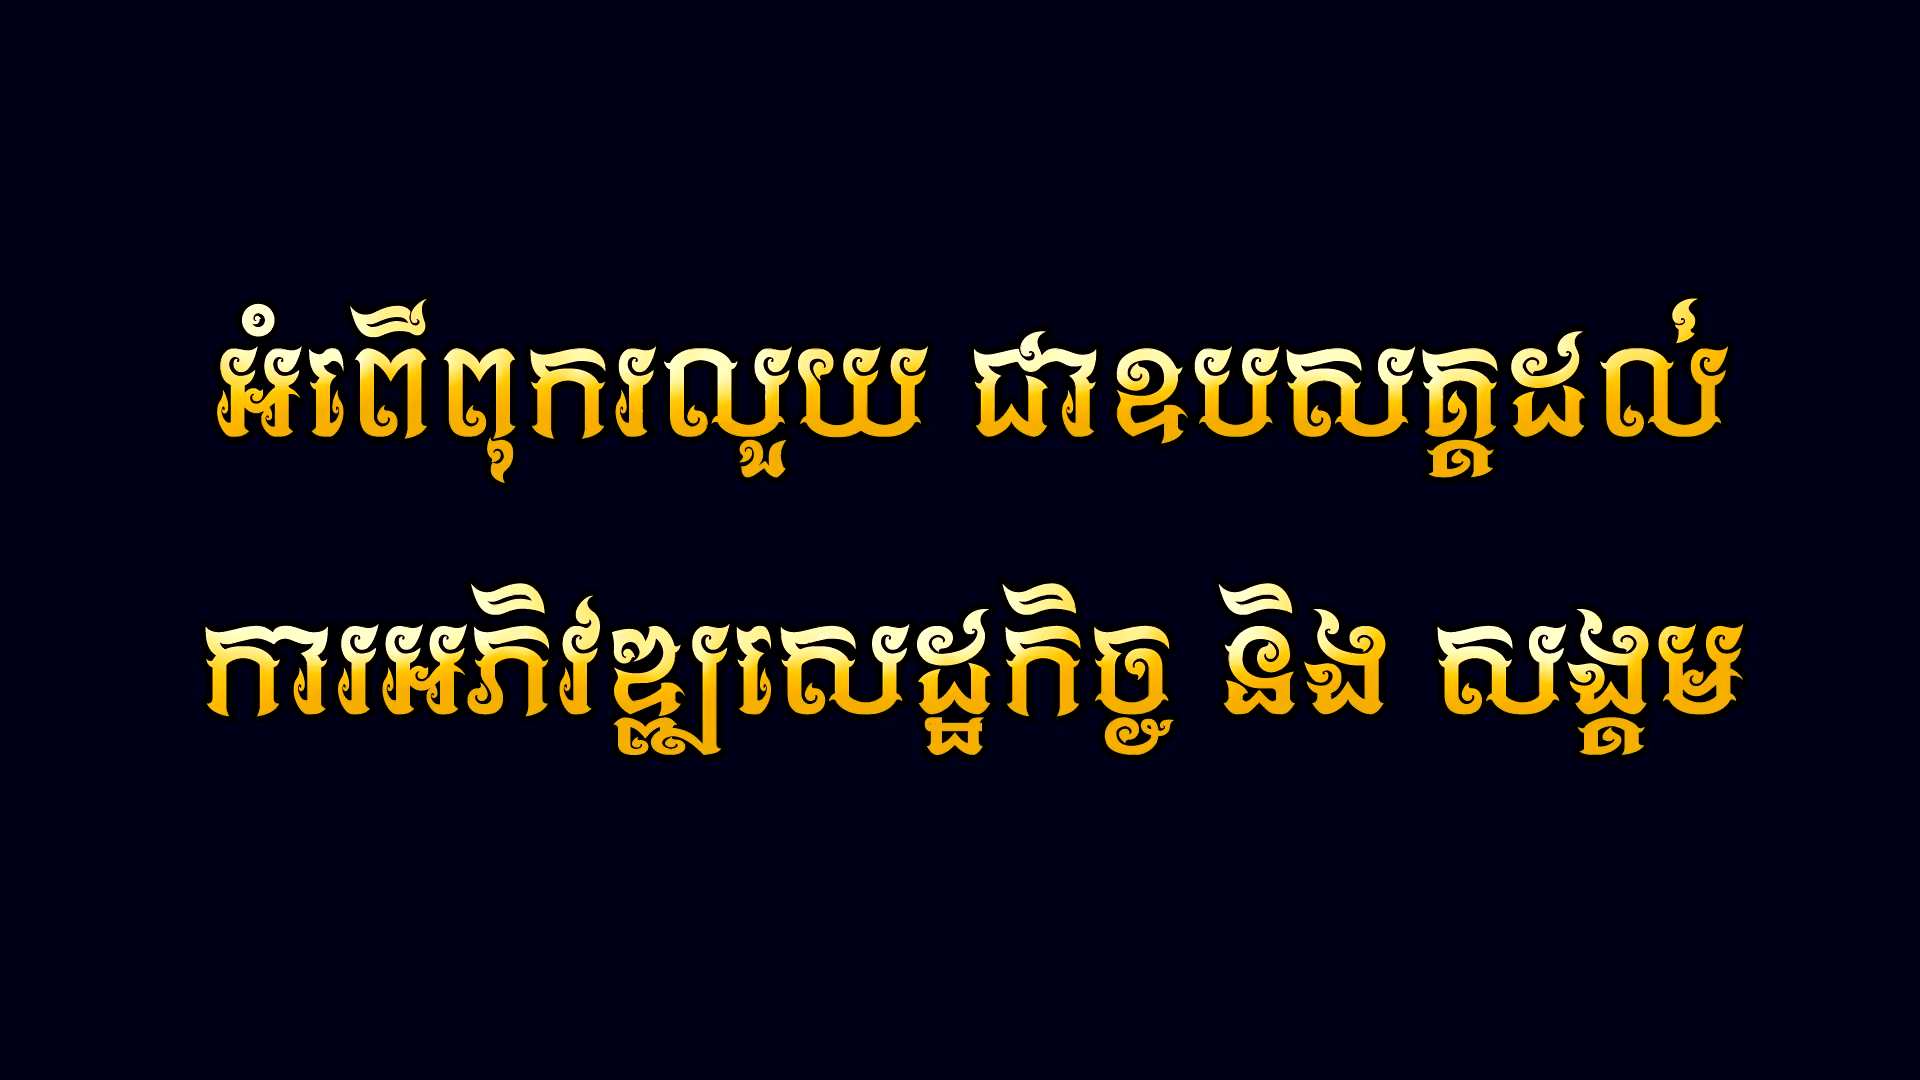 អំពើពុករលួយ ជាឧបសគ្គដល់
ការអភិវឌ្ឍសេដ្ឋកិច្ច និង សង្គម